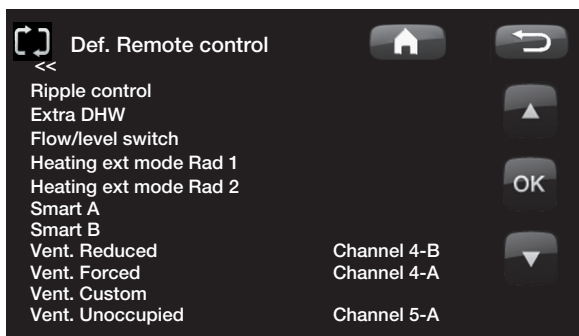 Def. Remote control
<<
Ripple control
Extra DHW
Flow/level switch
Heating ext mode Rad 1
Heating ext mode Rad 2
OK
Smart A
Smart B
Vent. Reduced Channel 4-B
Vent. Forced Channel 4-A
Vent. Custom
Vent. Unoccupied Channel 5-A